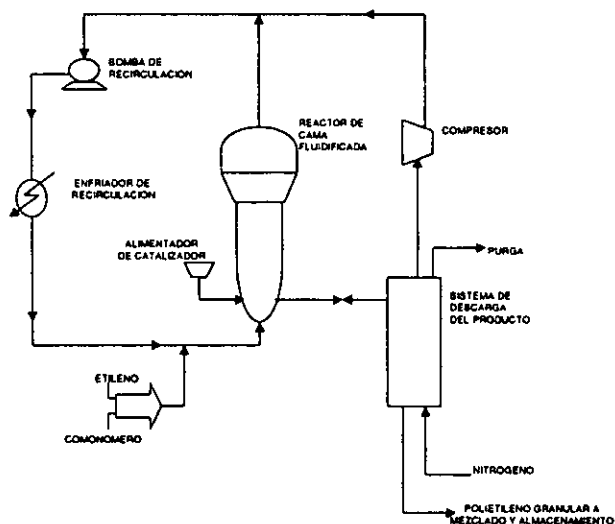 BOMBA DE
RECIRCULACION
REACTOR DE
CAMA
FLUIDIFICADA
COMPRESOR
ENFRIADOR DE
RECIRCULACION
ALIMENTADOR
DE CATALIZADOR
PURGA
SISTEMA DE
DESCARGA
DEL PRODUCTO
ETILENO
COMONOMERO
NITROGENO
POLIETILENO GRANULAR A
MEZCLADO Y ALMACENAMIENTO